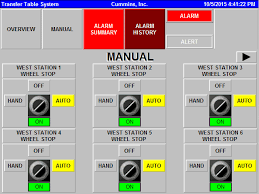 Transfer Table System
Cummins, Inc.
10/5/2015 4:41:22 PM
OVERVIEW
MANUAL
ALARM SUMMARY
ALARM HISTORY
ALARM
ALERT
MANUAL
WEST STATION 1
WHEEL STOP
WEST STATION 2
WHEEL STOP
WEST STATION 3
WHEEL STOP
OFF
OFF
OFF
HAND
AUTO
HAND
AUTO
HAND
AUTO
ON
ON
ON
WEST STATION 4
WHEEL STOP
WEST STATION 5
WHEEL STOP
WEST STATION 6
WHEEL STOP
OFF
OFF
OFF
HAND
AUTO
HAND
AUTO
HAND
AUTO
ON
ON
ON